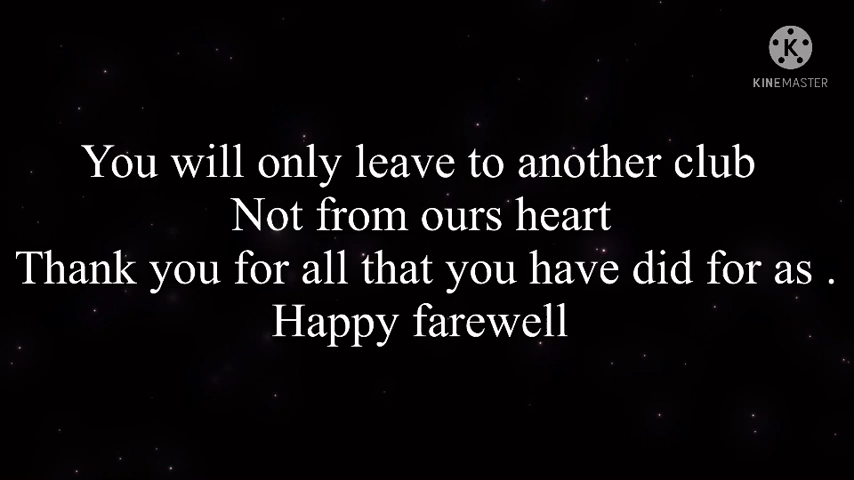 K
KINEMASTER
You will only leave to another club
Not from ours heart
Thank you for all that you have did for as .
Happy farewell